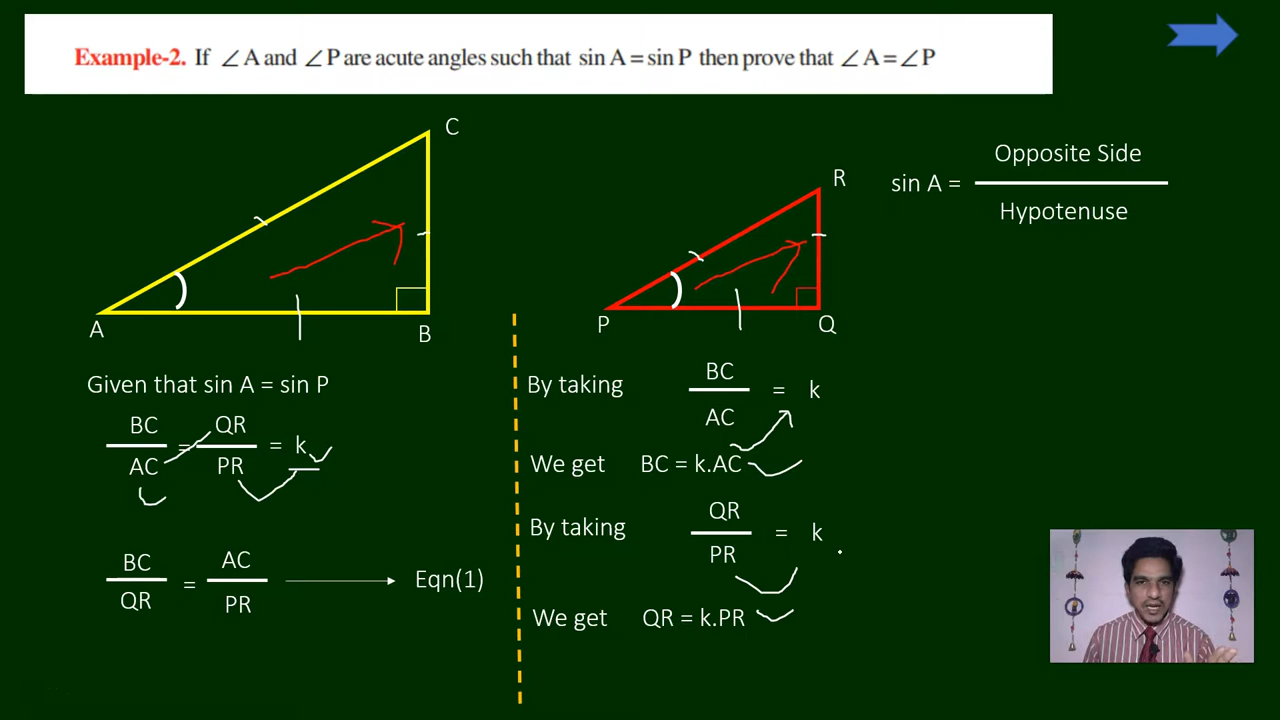 Example-2. If ∠A and ∠P are acute angles such that sin A = sin P then prove that ∠A = ∠P
C
A
B
R
P
Q
sin A = Opposite Side
Hypotenuse
Given that sin A = sin P
BC QR
= = k
AC PR
BC AC
= Eqn(1)
QR PR
By taking BC
= k
AC
We get BC = k.AC
By taking QR
= k
PR
We get QR = k.PR